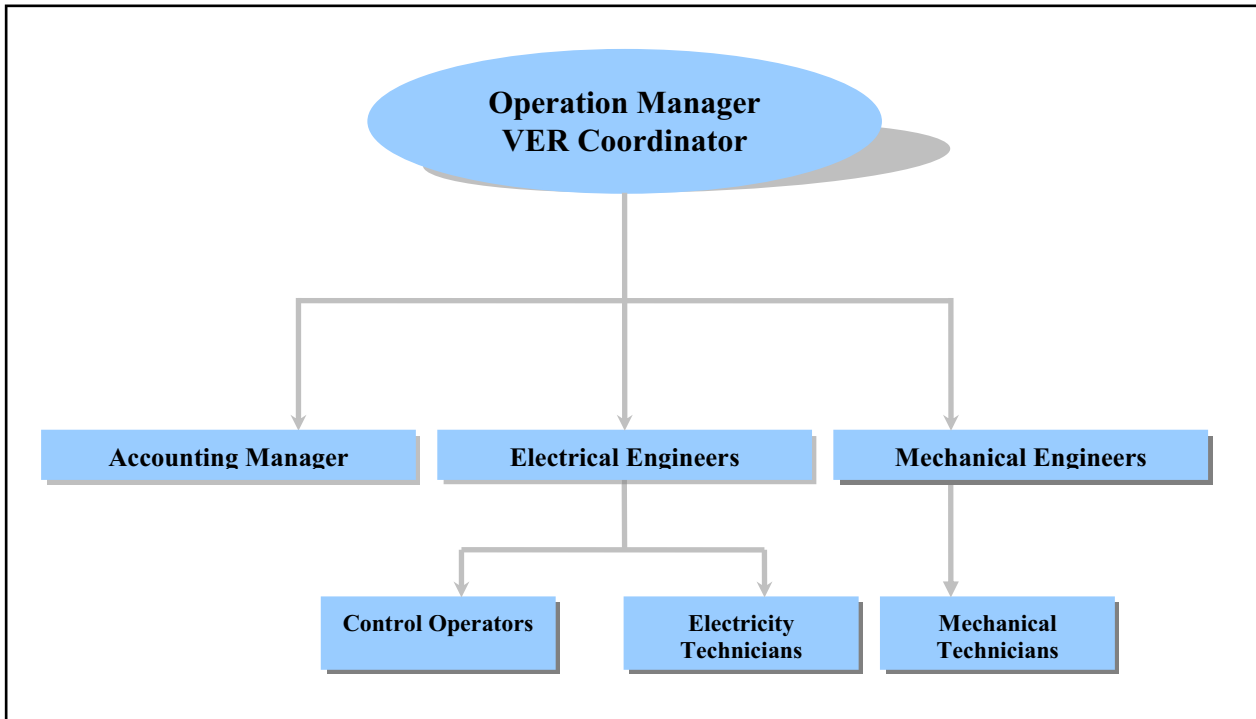 Operation Manager
VER Coordinator
Accounting Manager
Electrical Engineers
Mechanical Engineers
Control Operators
Electricity
Technicians
Mechanical
Technicians